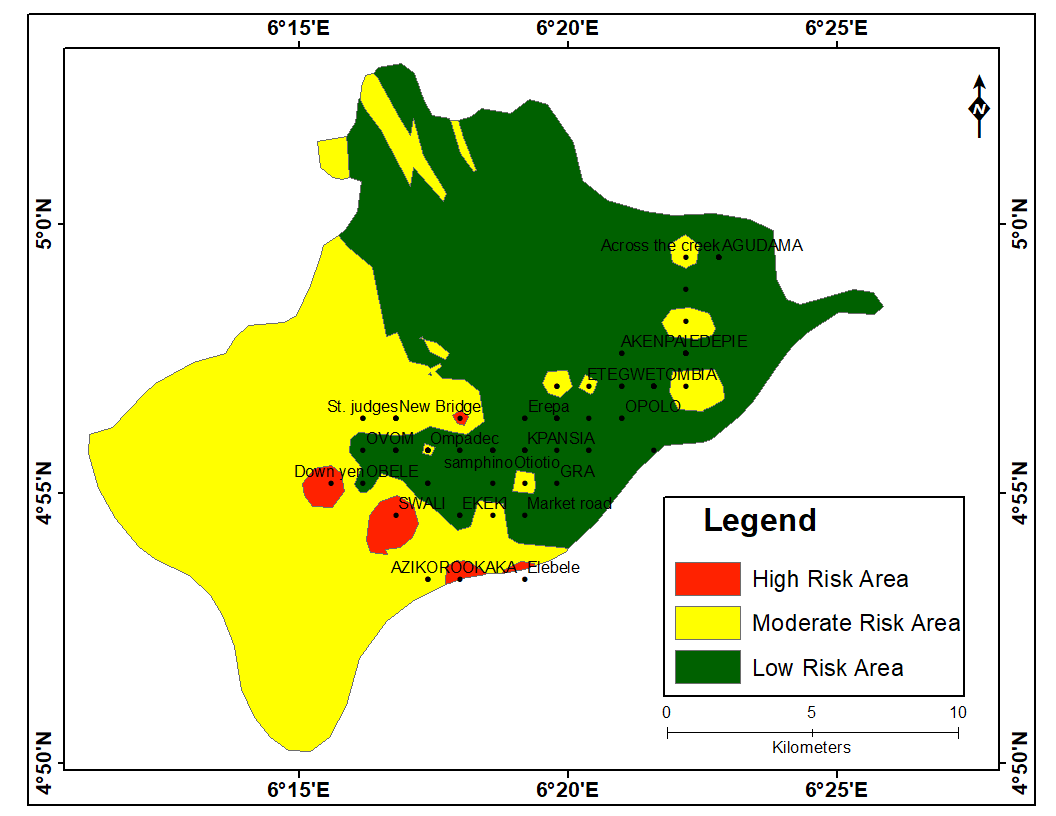 6°15'E 6°20'E 6°25'E
N
5°0'N 5°0'N
Across the creek AGUDAMA
AKENPAI EDEPIE
ETEGWE TOMBIA
St. judges New Bridge Erepa OPOLO
OVOM Ompadec KPANSIA
samphino Otiotio
Down yen OBELE GRA
4°55'N 4°55'N
SWALI EKEKI Market road
AZIKORO OKAKA Elebele
Legend
High Risk Area
Moderate Risk Area
Low Risk Area
0 5 10
Kilometers
4°50'N 4°50'N
6°15'E 6°20'E 6°25'E